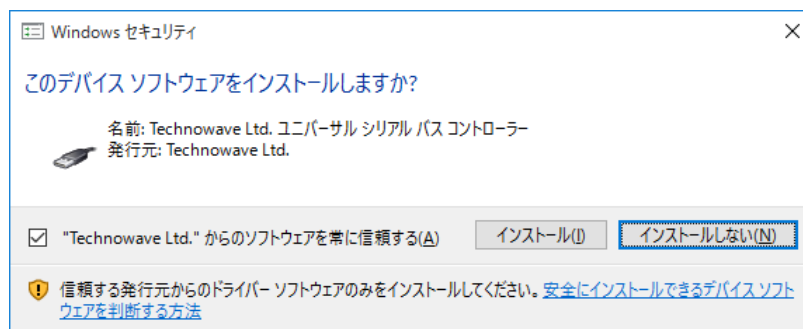 Windows セキュリティ
このデバイス ソフトウェアをインストールしますか?
名前: Technowave Ltd. ユニバーサル シリアル バス コントローラー
発行元: Technowave Ltd.
"Technowave Ltd." からのソフトウェアを常に信頼する(A) インストール(I) インストールしない(N)
信頼する発行元からのドライバー ソフトウェアのみをインストールしてください。安全にインストールできるデバイス ソフト
ウェアを判断する方法